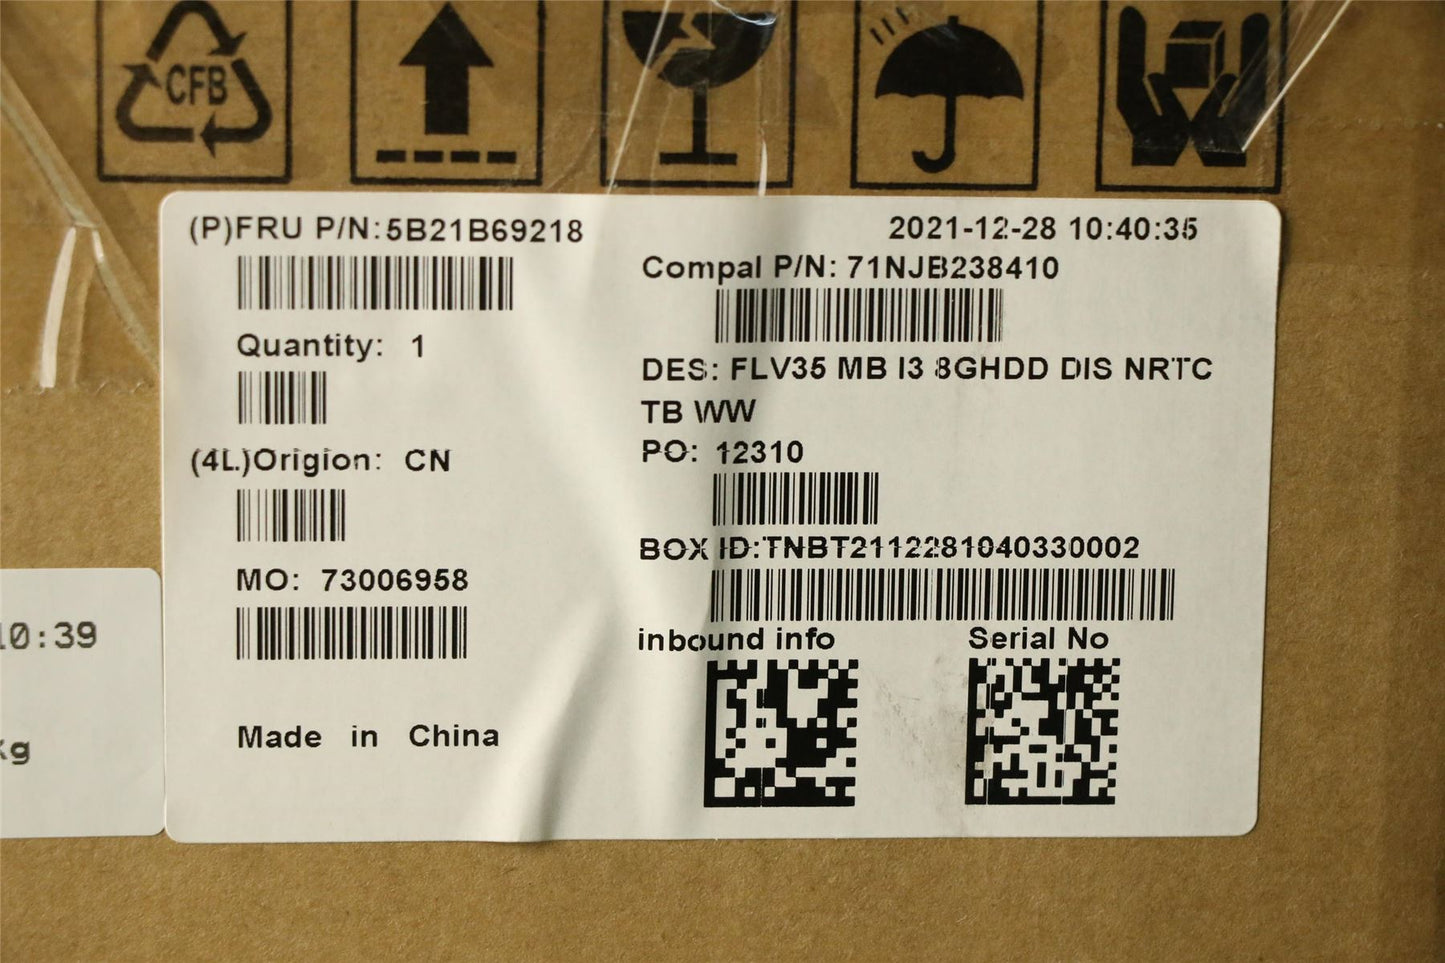 CFB
(P)FRU P/N:5B21B69218
2021-12-28 10:40:35
Compal P/N: 71NJB238410
Quantity: 1
DES: FLV35 MB I3 8GHDD DIS NRTC
TB WW
(4L)Origion: CN
PO: 12310
BOX ID:TNBT2112281040330002
MO: 73006958
inbound info
Serial No
Made in China
10:39
Kg